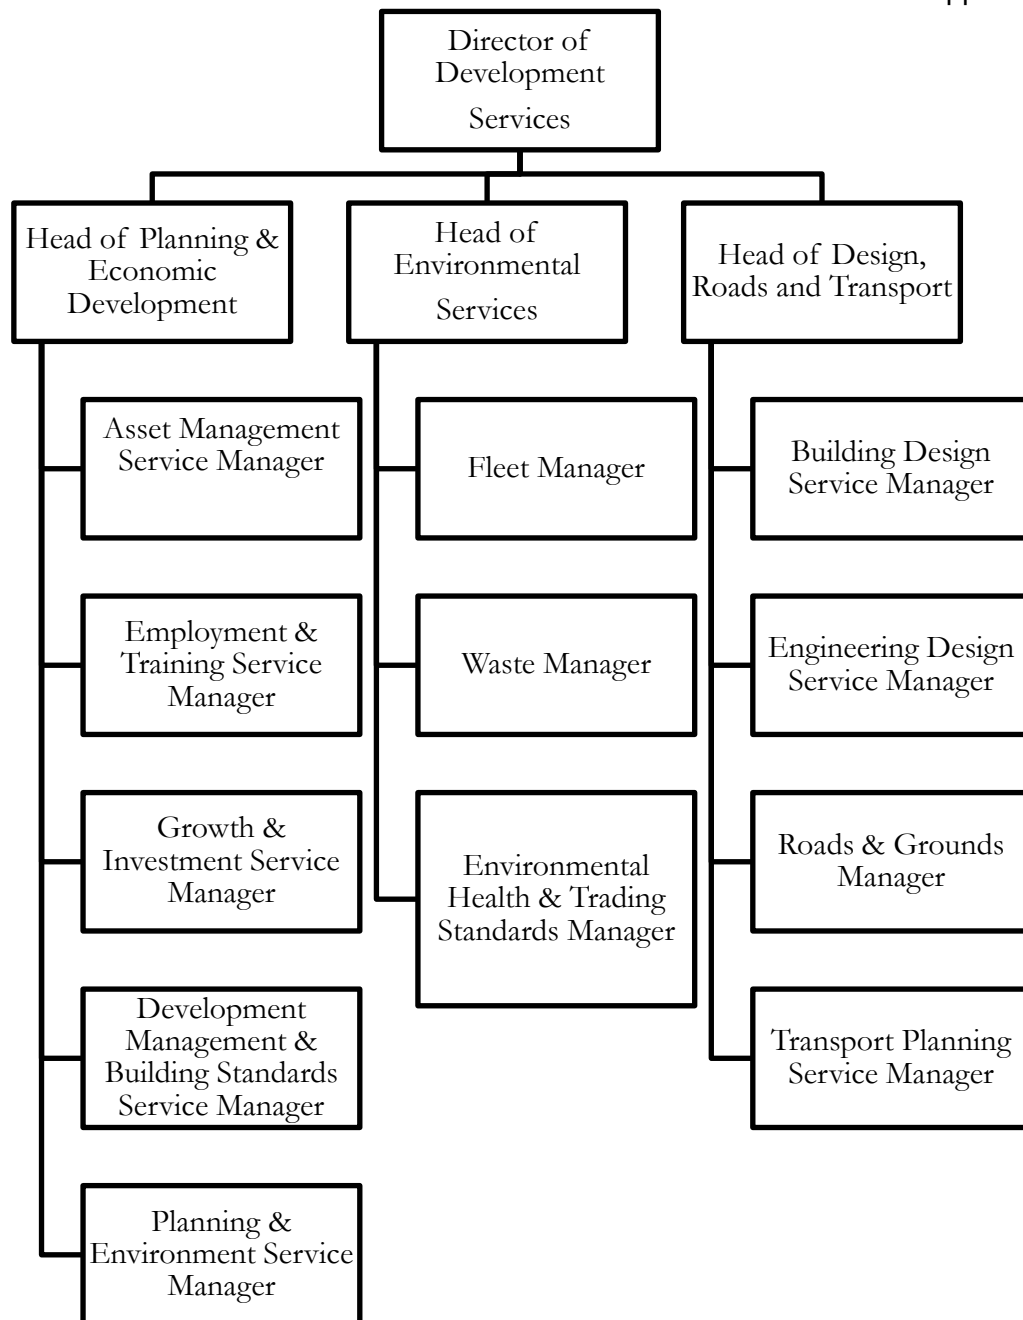 Director of
Development
Services
Head of Planning &
Economic
Development
Head of
Environmental
Services
Head of Design,
Roads and Transport
Asset Management
Service Manager
Employment &
Training Service
Manager
Growth &
Investment Service
Manager
Development
Management &
Building Standards
Service Manager
Planning &
Environment Service
Manager
Fleet Manager
Waste Manager
Environmental
Health & Trading
Standards Manager
Building Design
Service Manager
Engineering Design
Service Manager
Roads & Grounds
Manager
Transport Planning
Service Manager